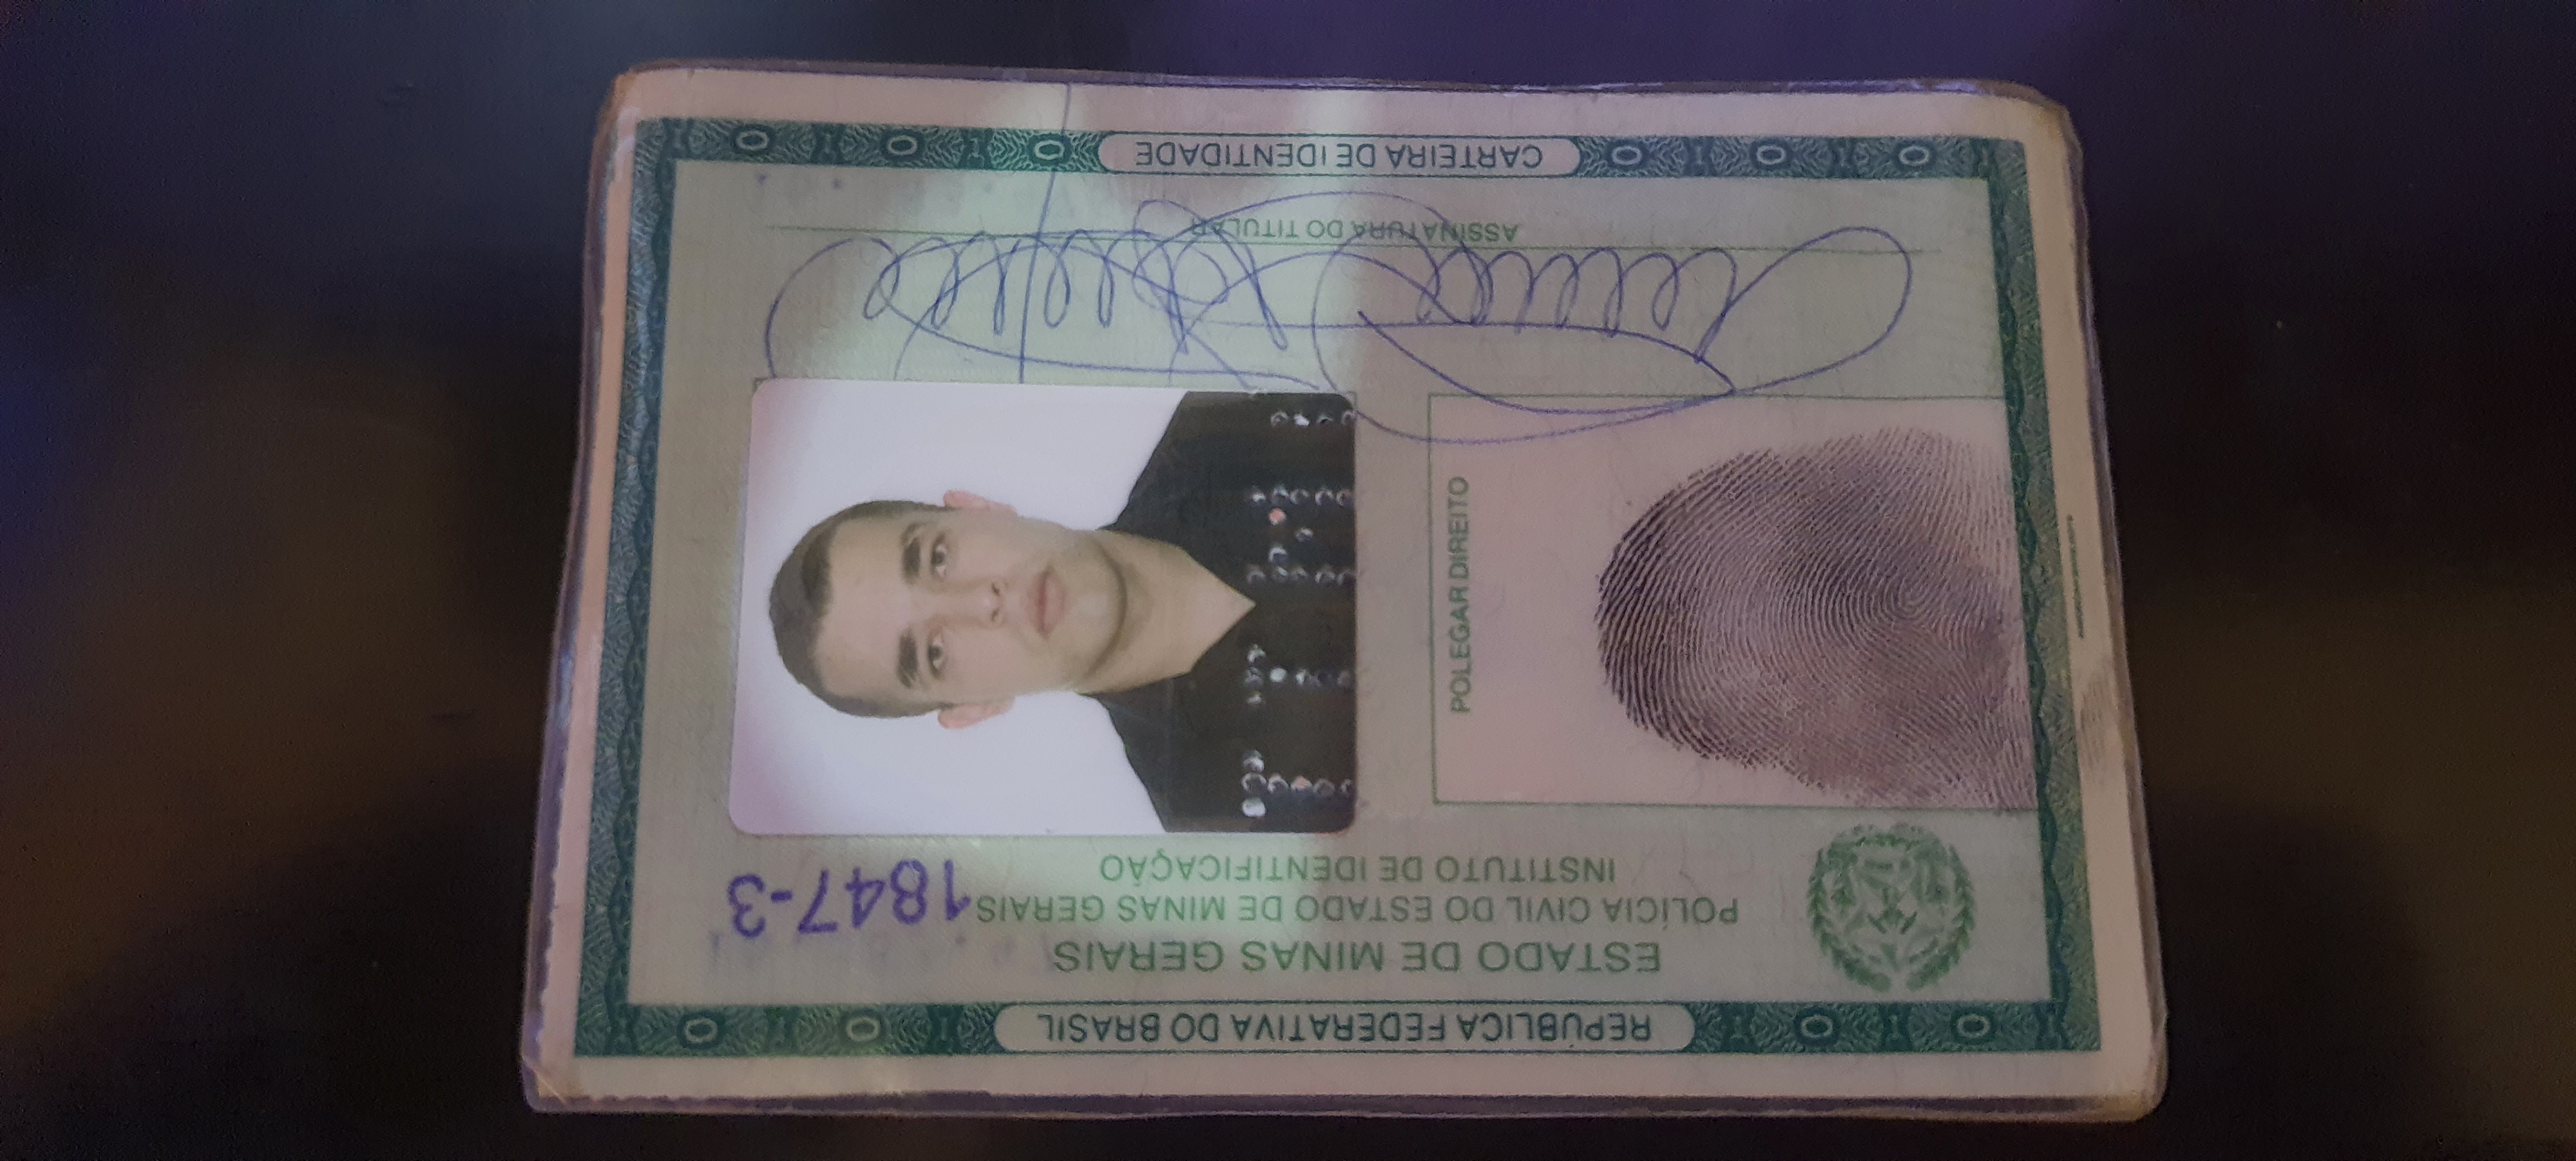 REPÚBLICA FEDERATIVA DO BRASIL
ESTADO DE MINAS GERAIS
POLÍCIA CIVIL DO ESTADO DE MINAS GERAIS 1847-3
INSTITUTO DE IDENTIFICAÇÃO
POLEGAR DIREITO
ASSINATURA DO TITULAR
CARTEIRA DE IDENTIDADE